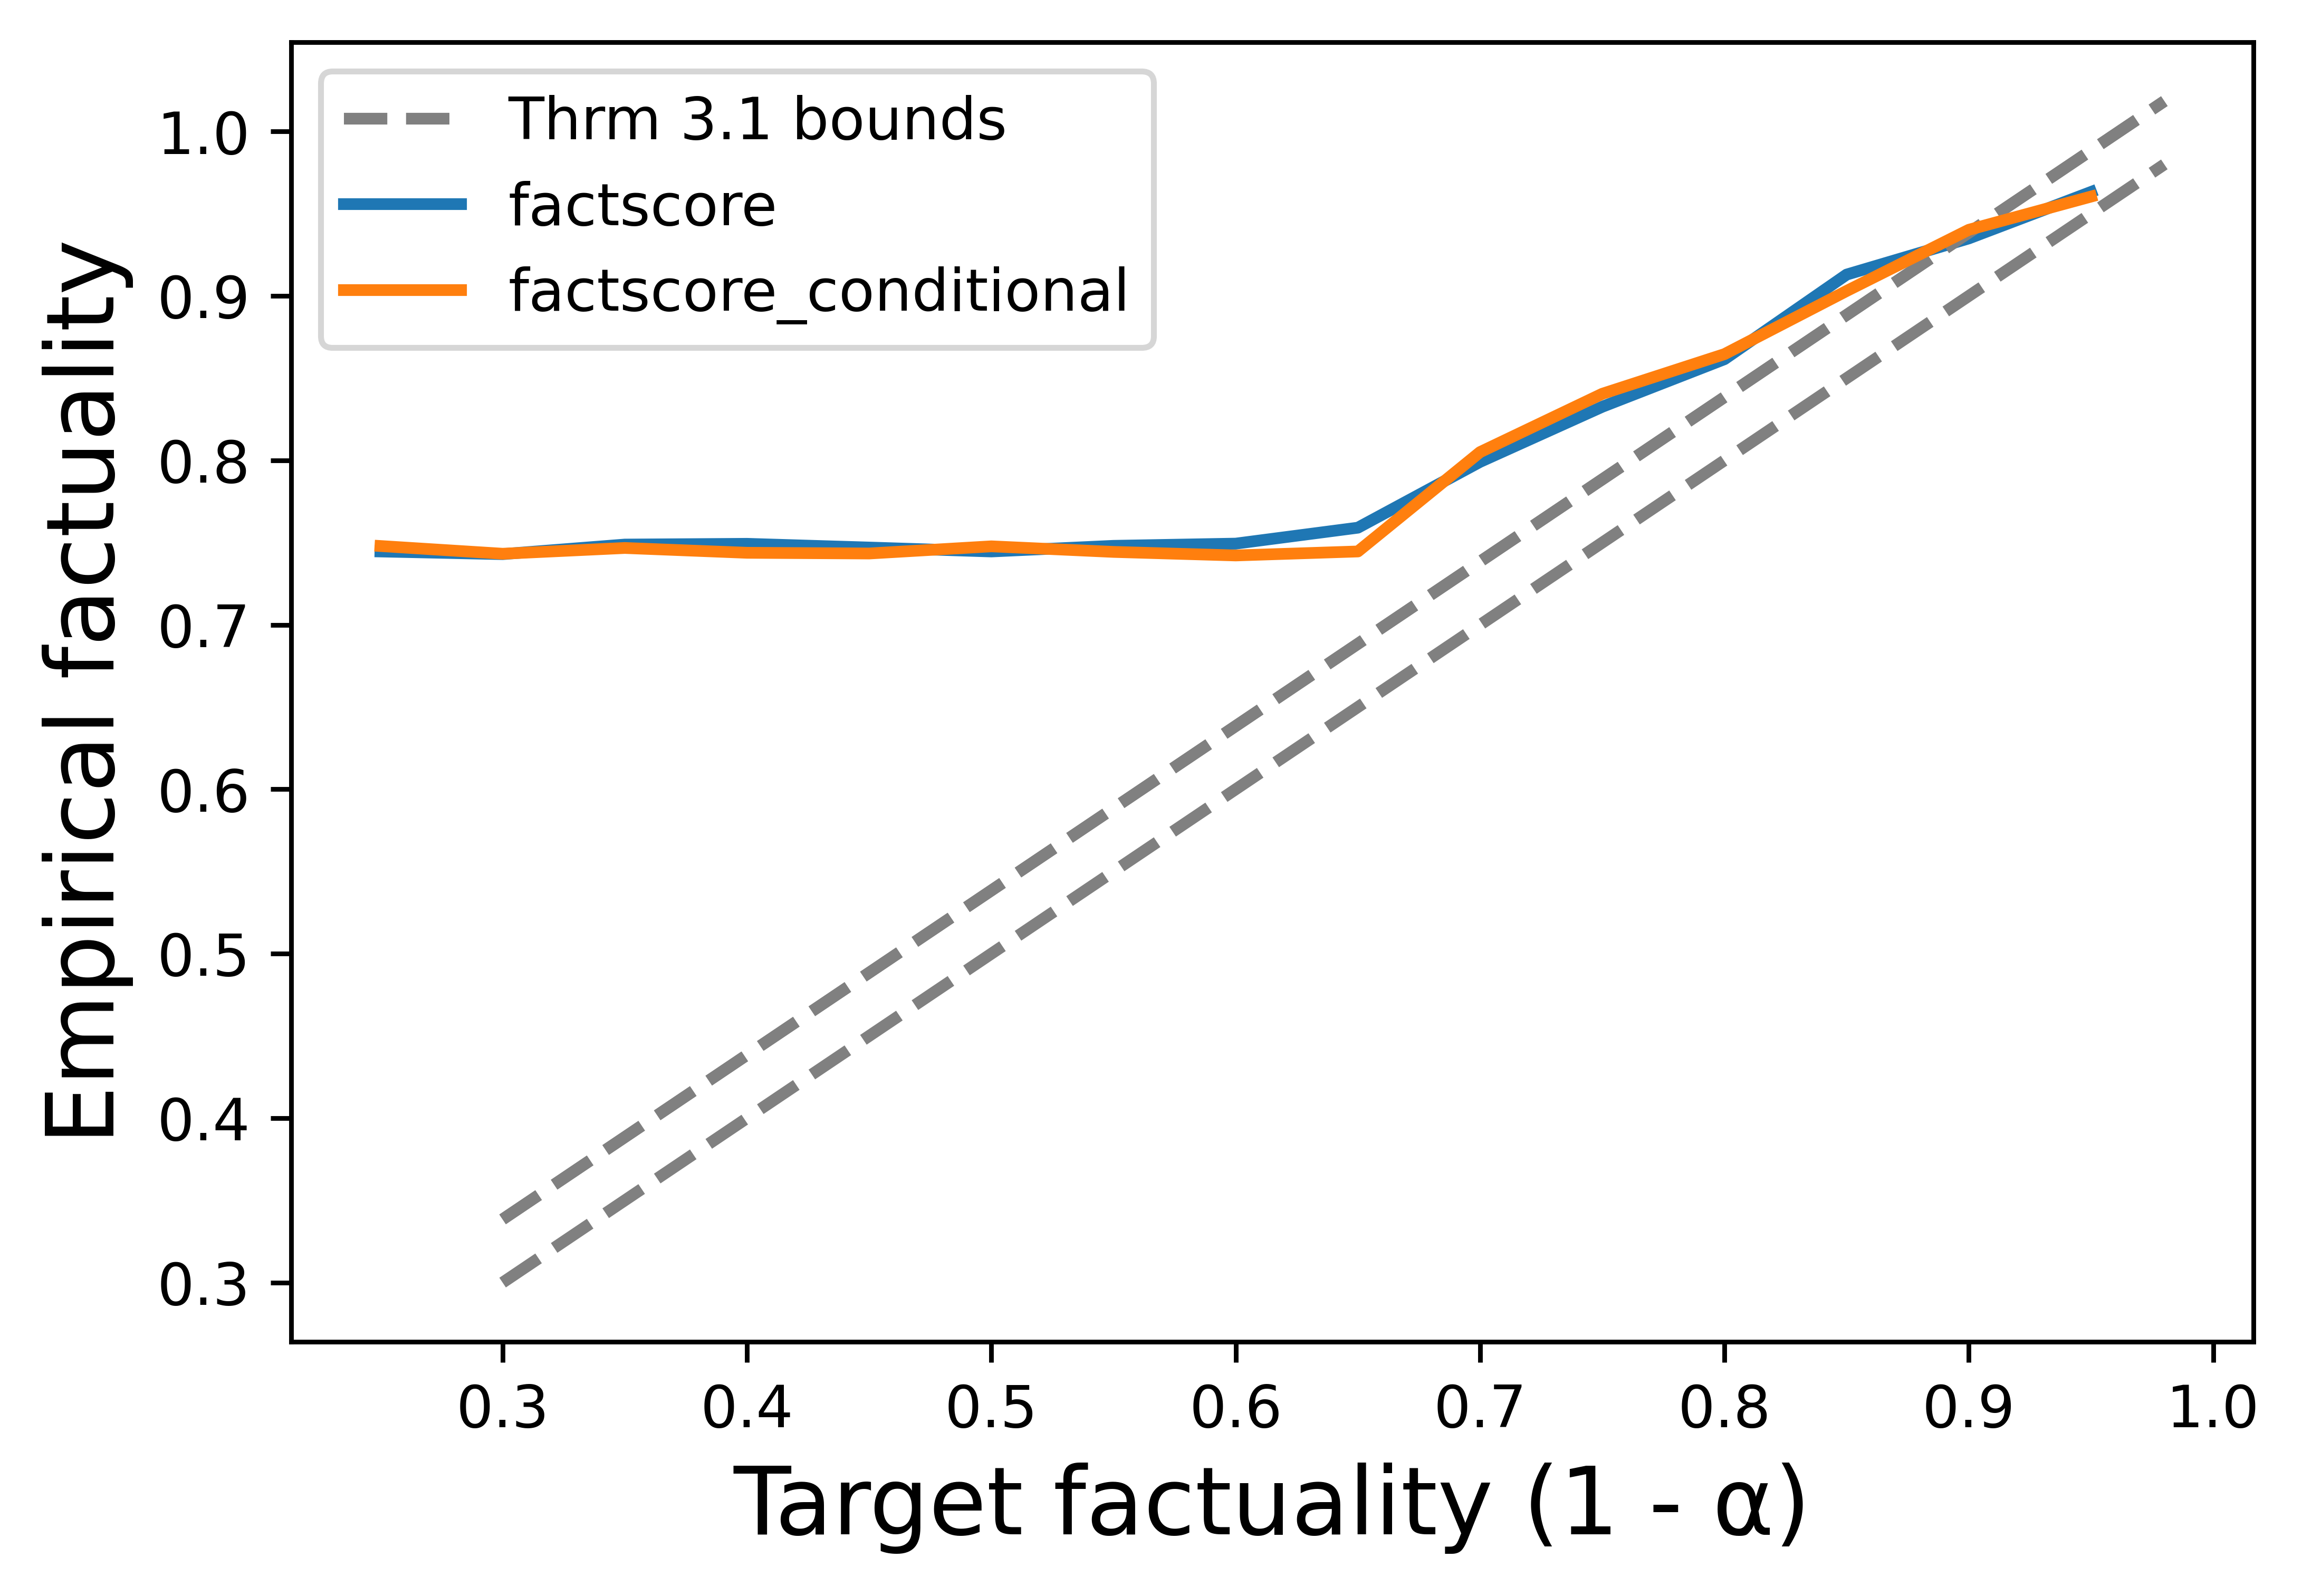 Thrm 3.1 bounds
factscore
factscore_conditional
Empirical factuality
1.0
0.9
0.8
0.7
0.6
0.5
0.4
0.3
0.3 0.4 0.5 0.6 0.7 0.8 0.9 1.0
Target factuality (1 - α)